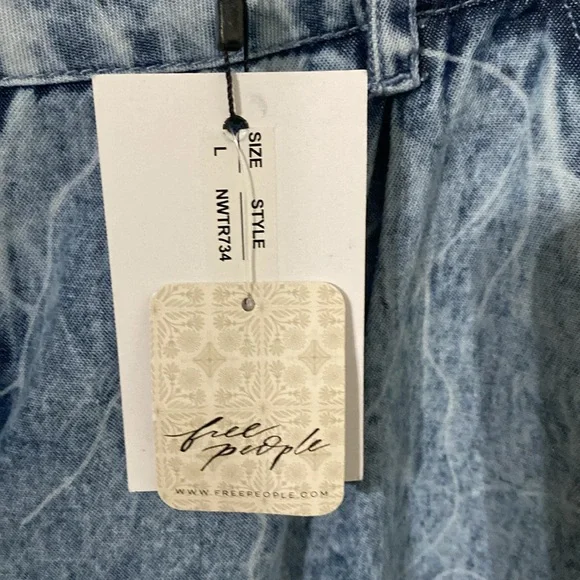 SIZE STYLE
L NWTR734
free
people
WWW.FREEPEOPLE.COM